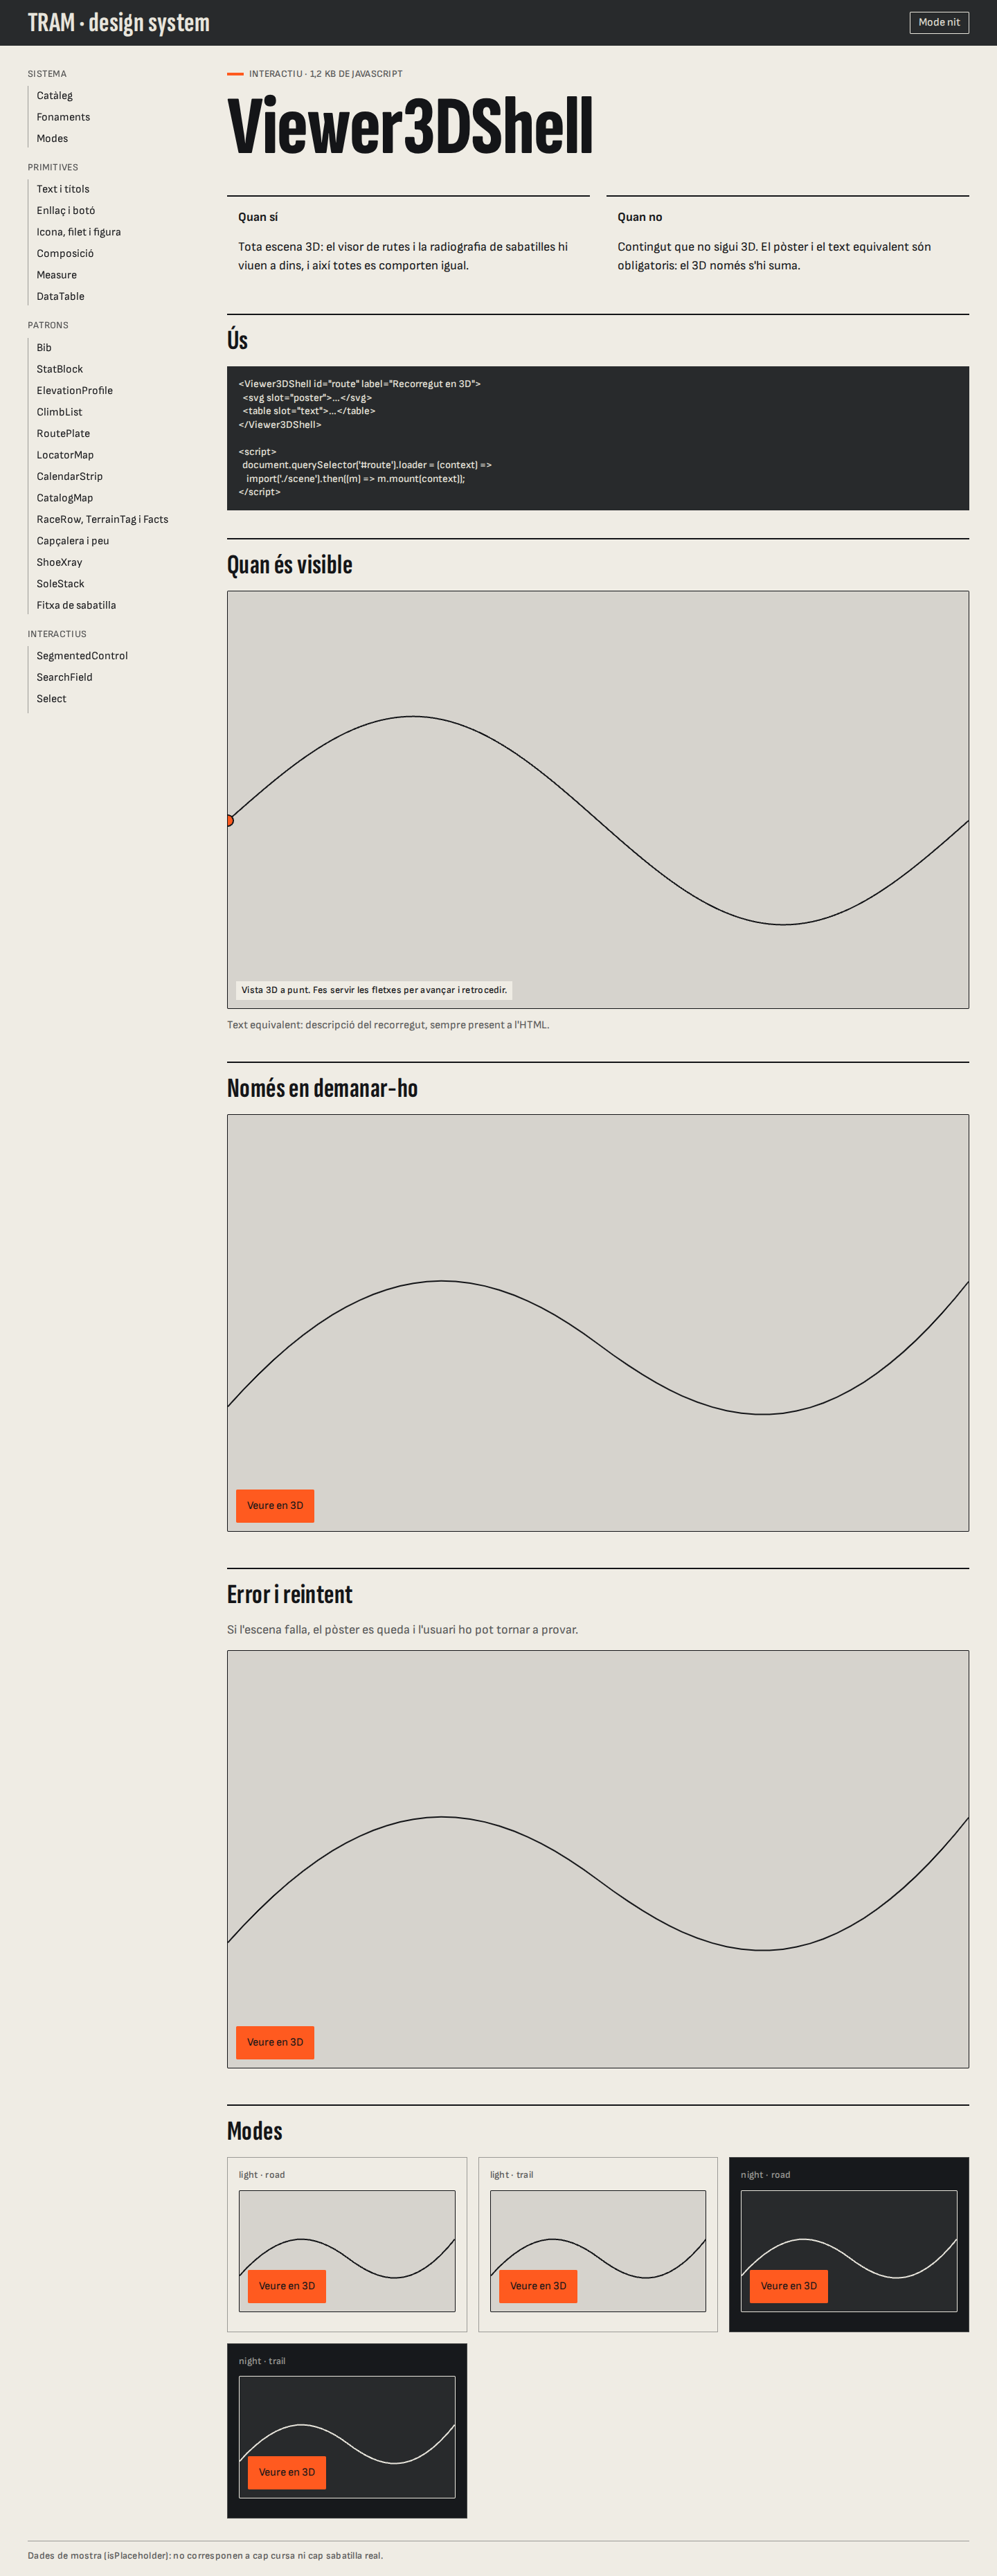 TRAM · design system
Mode nit
SISTEMA
Catàleg
Fonaments
Modes
PRIMITIVES
Text i títols
Enllaç i botó
Icona, filet i figura
Composició
Measure
DataTable
PATRONS
Bib
StatBlock
ElevationProfile
ClimbList
RoutePlate
LocatorMap
CalendarStrip
CatalogMap
RaceRow, TerrainTag i Facts
Capçalera i peu
ShoeXray
SoleStack
Fitxa de sabatilla
INTERACTIUS
SegmentedControl
SearchField
Select
INTERACTIU · 1,2 KB DE JAVASCRIPT
Viewer3DShell
Quan sí
Tota escena 3D: el visor de rutes i la radiografia de sabatilles hi
viuen a dins, i així totes es comporten igual.
Quan no
Contingut que no sigui 3D. El pòster i el text equivalent són
obligatoris: el 3D només s'hi suma.
Ús
<Viewer3DShell id="route" label="Recorregut en 3D">
<svg slot="poster">…</svg>
<table slot="text">…</table>
</Viewer3DShell>
<script>
document.querySelector('#route').loader = (context) =>
import('./scene').then((m) => m.mount(context));
</script>
Quan és visible
Vista 3D a punt. Fes servir les fletxes per avançar i retrocedir.
Text equivalent: descripció del recorregut, sempre present a l'HTML.
Només en demanar-ho
Veure en 3D
Error i reintent
Si l'escena falla, el pòster es queda i l'usuari ho pot tornar a provar.
Veure en 3D
Modes
light · road
Veure en 3D
light · trail
Veure en 3D
night · road
Veure en 3D
night · trail
Veure en 3D
Dades de mostra (isPlaceholder): no corresponen a cap cursa ni cap sabatilla real.